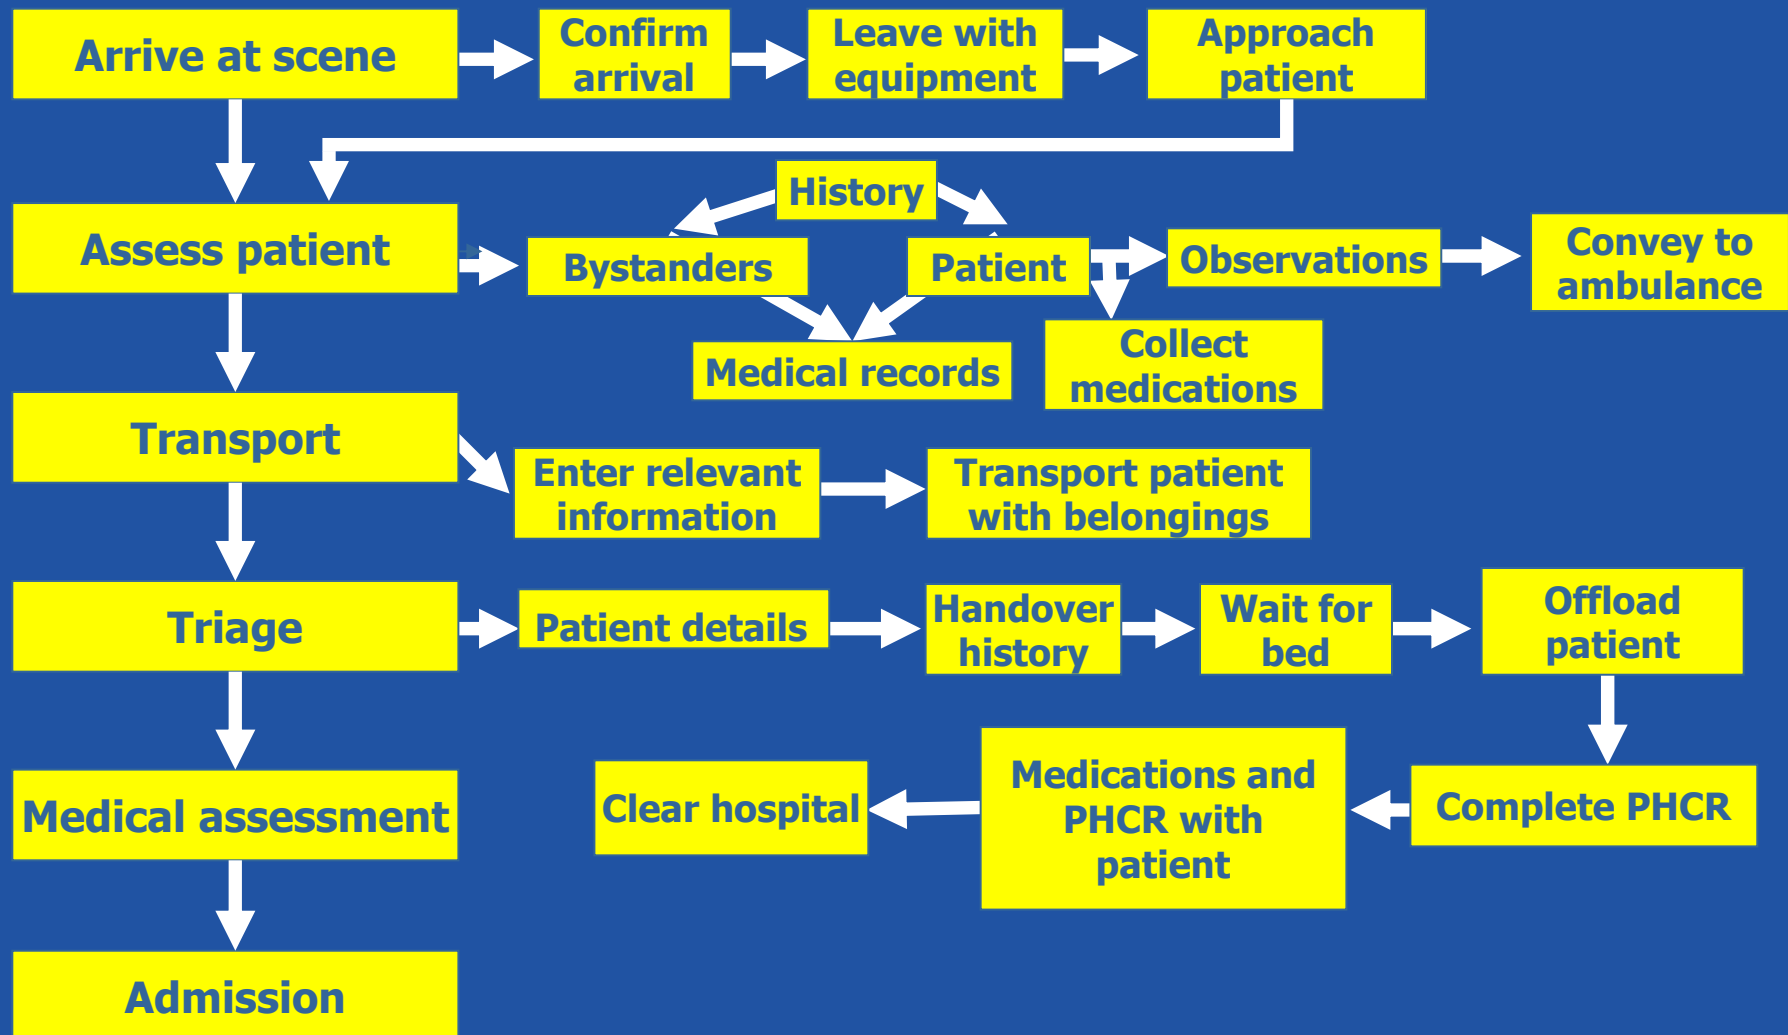 Arrive at scene
Confirm
arrival
Leave with
equipment
Approach
patient
History
Assess patient
Bystanders
Patient
Observations
Convey to
ambulance
Medical records
Collect
medications
Transport
Enter relevant
information
Transport patient
with belongings
Triage
Patient details
Handover
history
Wait for
bed
Offload
patient
Medical assessment
Clear hospital
Medications and
PHCR with
patient
Complete PHCR
Admission